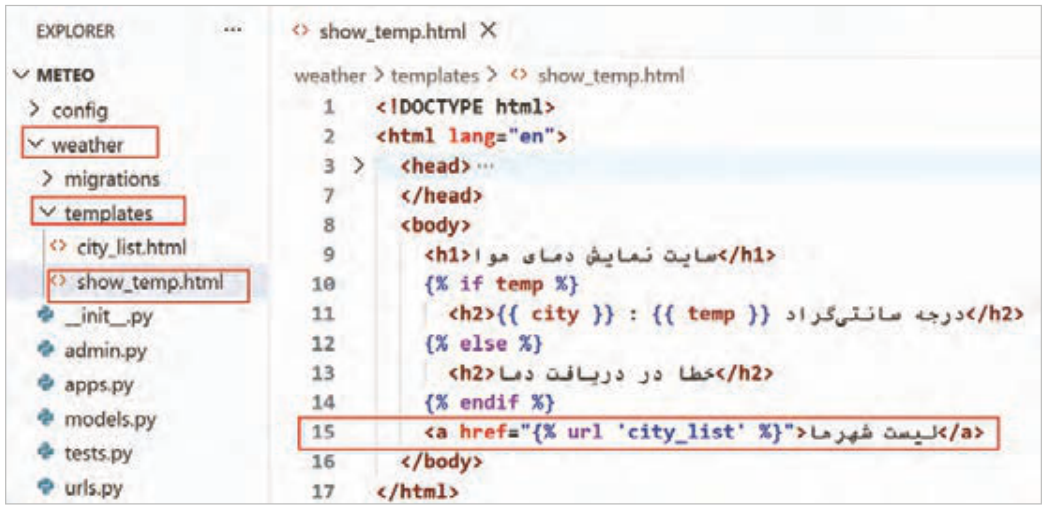 EXPLORER ...
METEO
config
weather
migrations
templates
city_list.html
show_temp.html
__init__.py
admin.py
apps.py
models.py
tests.py
urls.py
show_temp.html
weather > templates > <> show_temp.html
1 <!DOCTYPE html>
2 <html lang="en">
3 <head>...
7 </head>
8 <body>
9 <h1>سایت نمایش دمای هوا</h1>
10 {% if temp %}
11 <h2>{{ city }} : {{ temp }} درجه سانتی‌گراد</h2>
12 {% else %}
13 <h2>خطا در دریافت دما</h2>
14 {% endif %}
15 <a href="{% url 'city_list' %}">لیست شهرها</a>
16 </body>
17 </html>